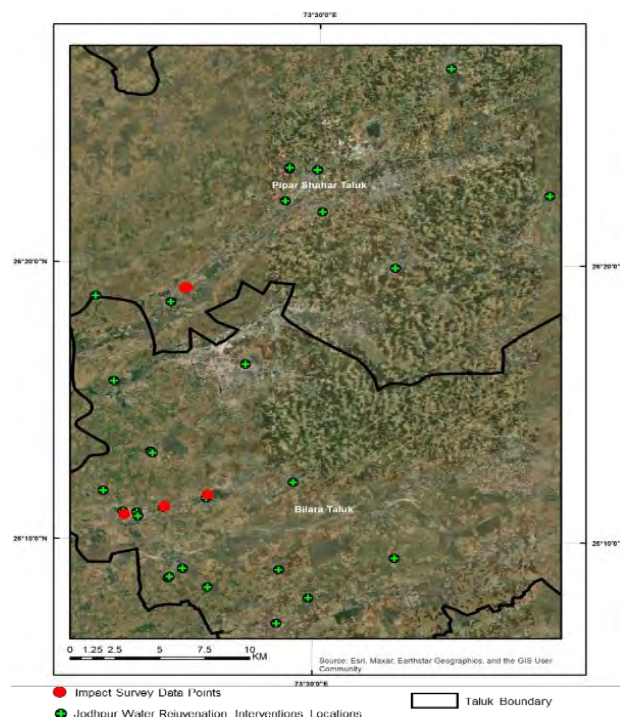 73°30'0"E
Pipar Shahar Taluk
26°20'0"N
26°20'0"N
Bilara Taluk
26°10'0"N
26°10'0"N
0 1.25 2.5 5 7.5 10
KM
Source: Esri, Maxar, Earthstar Geographics, and the GIS User
Community
73°30'0"E
Impact Survey Data Points
Taluk Boundary
Jodhpur Water Rejuvenation Interventions Locations